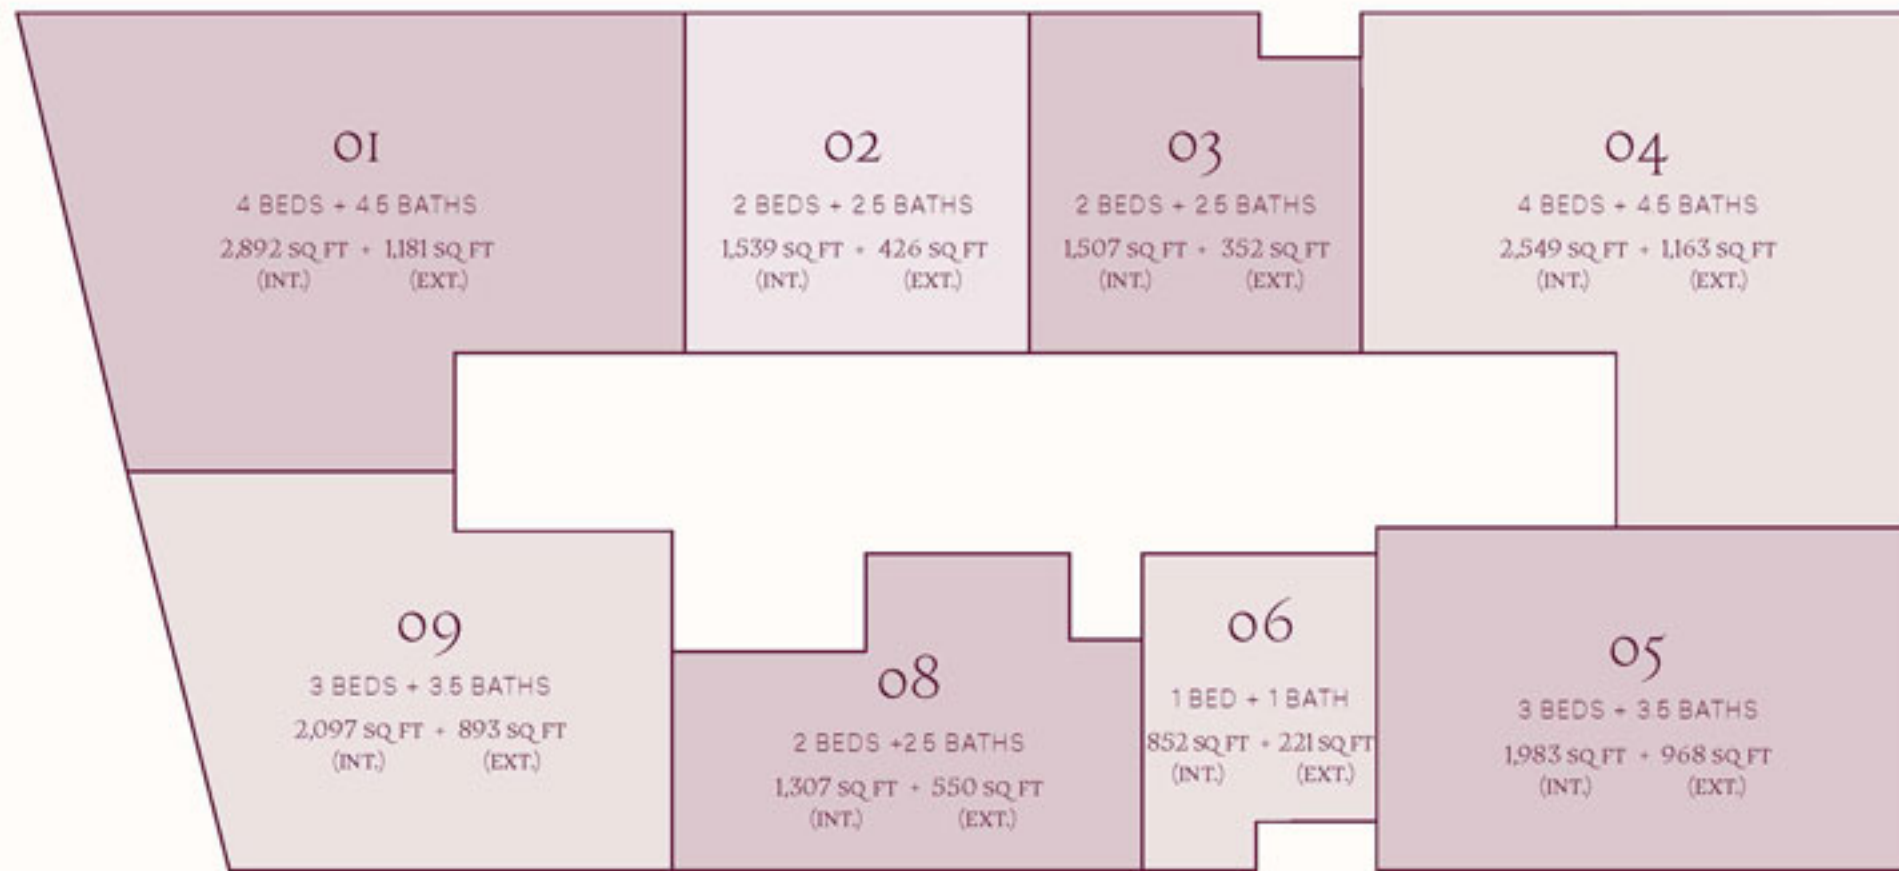 01
4 BEDS + 4.5 BATHS
2,892 SQ FT + 1,181 SQ FT
(INT.) (EXT.)
02
2 BEDS + 2.5 BATHS
1,539 SQ FT + 426 SQ FT
(INT.) (EXT.)
03
2 BEDS + 2.5 BATHS
1,507 SQ FT + 352 SQ FT
(INT.) (EXT.)
04
4 BEDS + 4.5 BATHS
2,549 SQ FT + 1,163 SQ FT
(INT.) (EXT.)
09
3 BEDS + 3.5 BATHS
2,097 SQ FT + 893 SQ FT
(INT.) (EXT.)
08
2 BEDS +2.5 BATHS
1,307 SQ FT + 550 SQ FT
(INT.) (EXT.)
06
1 BED + 1 BATH
852 SQ FT + 221 SQ FT
(INT.) (EXT.)
05
3 BEDS + 3.5 BATHS
1,983 SQ FT + 968 SQ FT
(INT.) (EXT.)